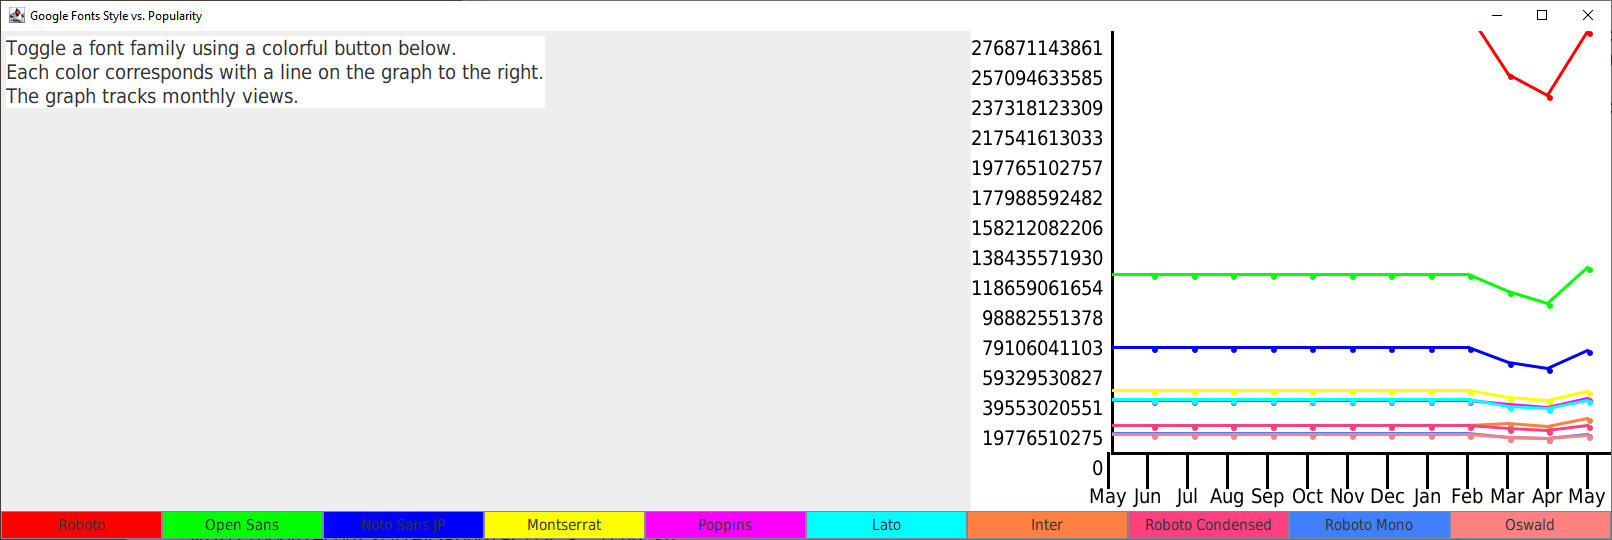 Google Fonts Style vs. Popularity
Toggle a font family using a colorful button below.
Each color corresponds with a line on the graph to the right.
The graph tracks monthly views.
276871143861
257094633585
237318123309
217541613033
197765102757
177988592482
158212082206
138435571930
118659061654
98882551378
79106041103
59329530827
39553020551
19776510275
0
May Jun Jul Aug Sep Oct Nov Dec Jan Feb Mar Apr May
Roboto Open Sans Noto Sans JP Montserrat Poppins Lato Inter Roboto Condensed Roboto Mono Oswald